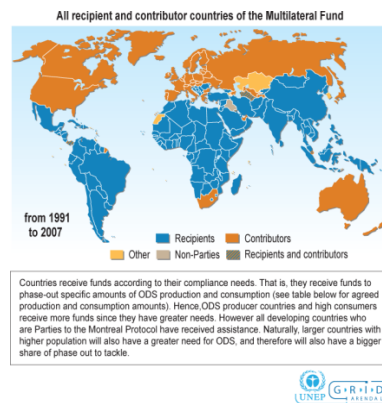 All recipient and contributor countries of the Multilateral Fund
from 1991
to 2007
Recipients
Contributors
Other
Non-Parties
Recipients and contributors
Countries receive funds according to their compliance needs. That is, they receive funds to
phase-out specific amounts of ODS production and consumption (see table below for agreed
production and consumption amounts). Hence,ODS producer countries and high consumers
receive more funds since they have greater needs. However all developing countries who
are Parties to the Montreal Protocol have received assistance. Naturally, larger countries with
higher population will also have a greater need for ODS, and therefore will also have a bigger
share of phase out to tackle.
UNEP
GRID
ARENDAL